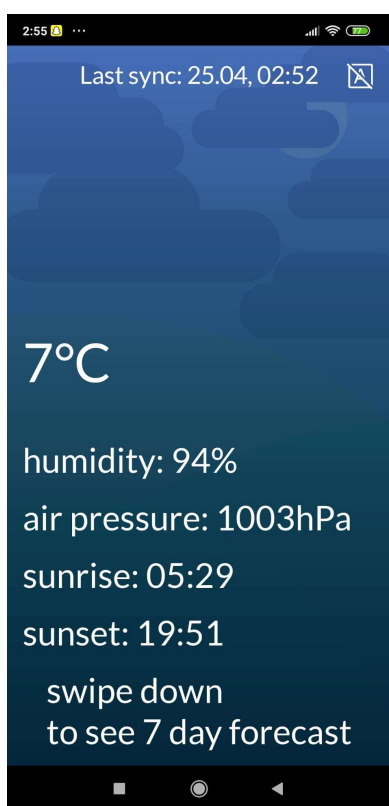 2:55 ... 77
Last sync: 25.04, 02:52 A
7°C
humidity: 94%
air pressure: 1003hPa
sunrise: 05:29
sunset: 19:51
swipe down
to see 7 day forecast